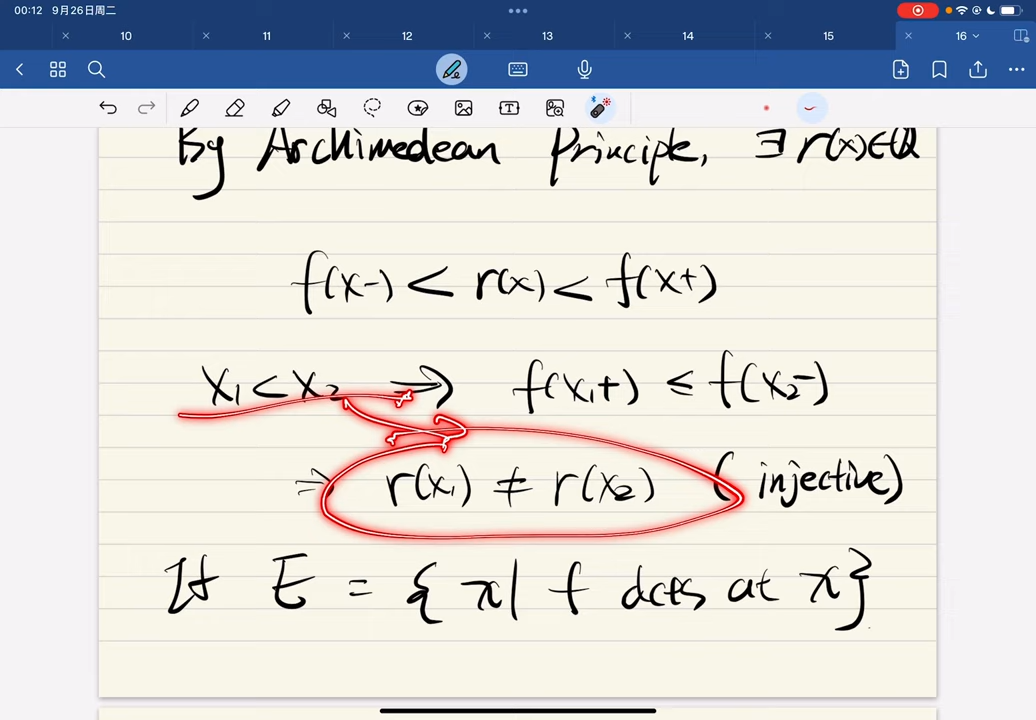 00:12 9月26日周二
10 11 12 13 14 15 16
By Archimedean Principle, ∃ r(x)∈Q
f(x-) < r(x) < f(x+)
x₁ < x₂ ⇒ f(x₁+) ≤ f(x₂-)
⇒ r(x₁) ≠ r(x₂) (injective)
If E = { x | f dcts at x }